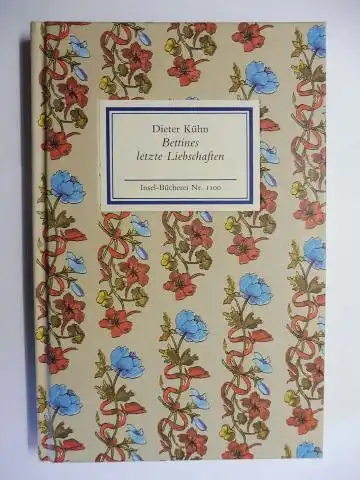 Dieter Kühn
Bettines
letzte Liebschaften
Insel-Bücherei Nr. 1100